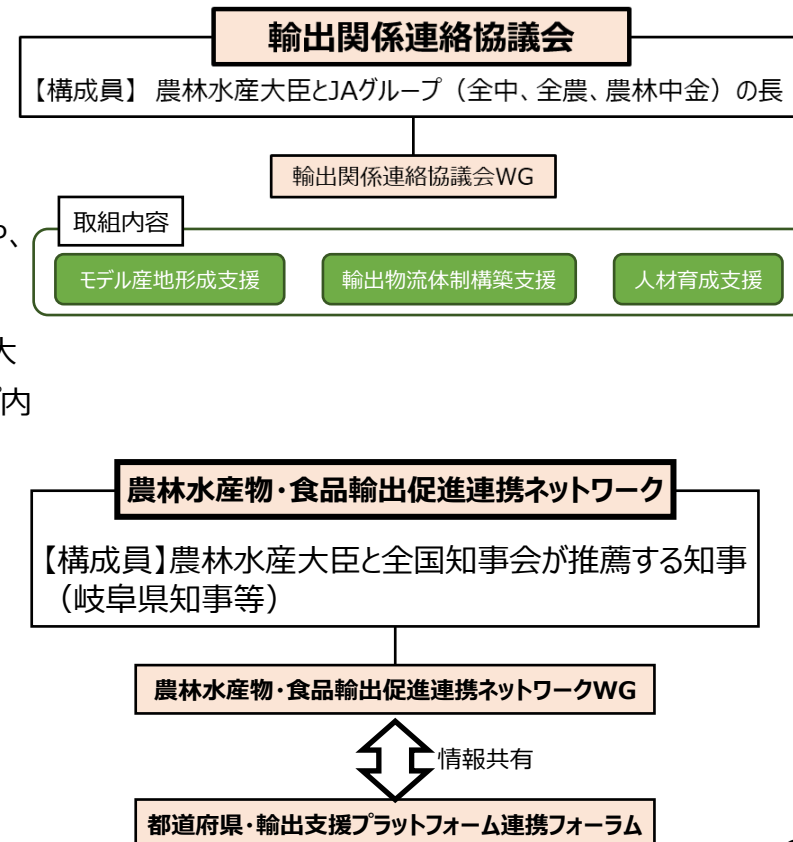 輸出関係連絡協議会
【構成員】 農林水産大臣とJAグループ（全中、全農、農林中金）の長
輸出関係連絡協議会WG
、
取組内容
モデル産地形成支援
輸出物流体制構築支援
人材育成支援
大
内
農林水産物・食品輸出促進連携ネットワーク
【構成員】農林水産大臣と全国知事会が推薦する知事
（岐阜県知事等）
農林水産物・食品輸出促進連携ネットワークWG
情報共有
都道府県・輸出支援プラットフォーム連携フォーラム